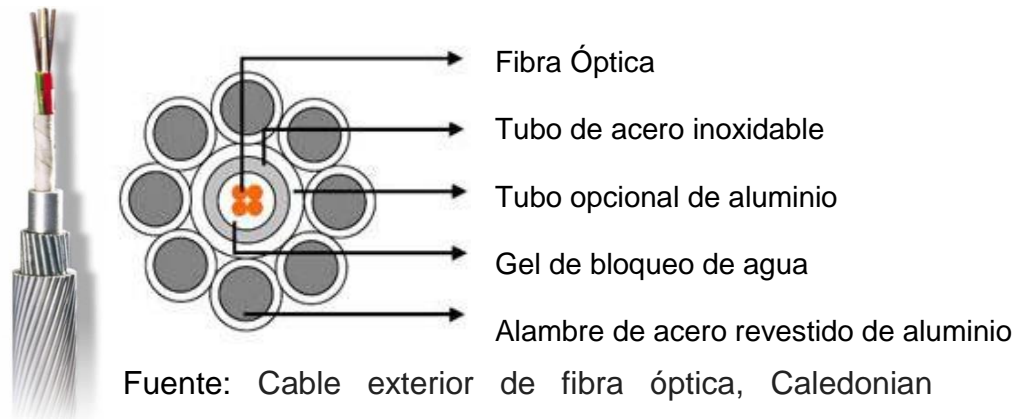 Fibra Óptica
Tubo de acero inoxidable
Tubo opcional de aluminio
Gel de bloqueo de agua
Alambre de acero revestido de aluminio
Fuente: Cable exterior de fibra óptica, Caledonian